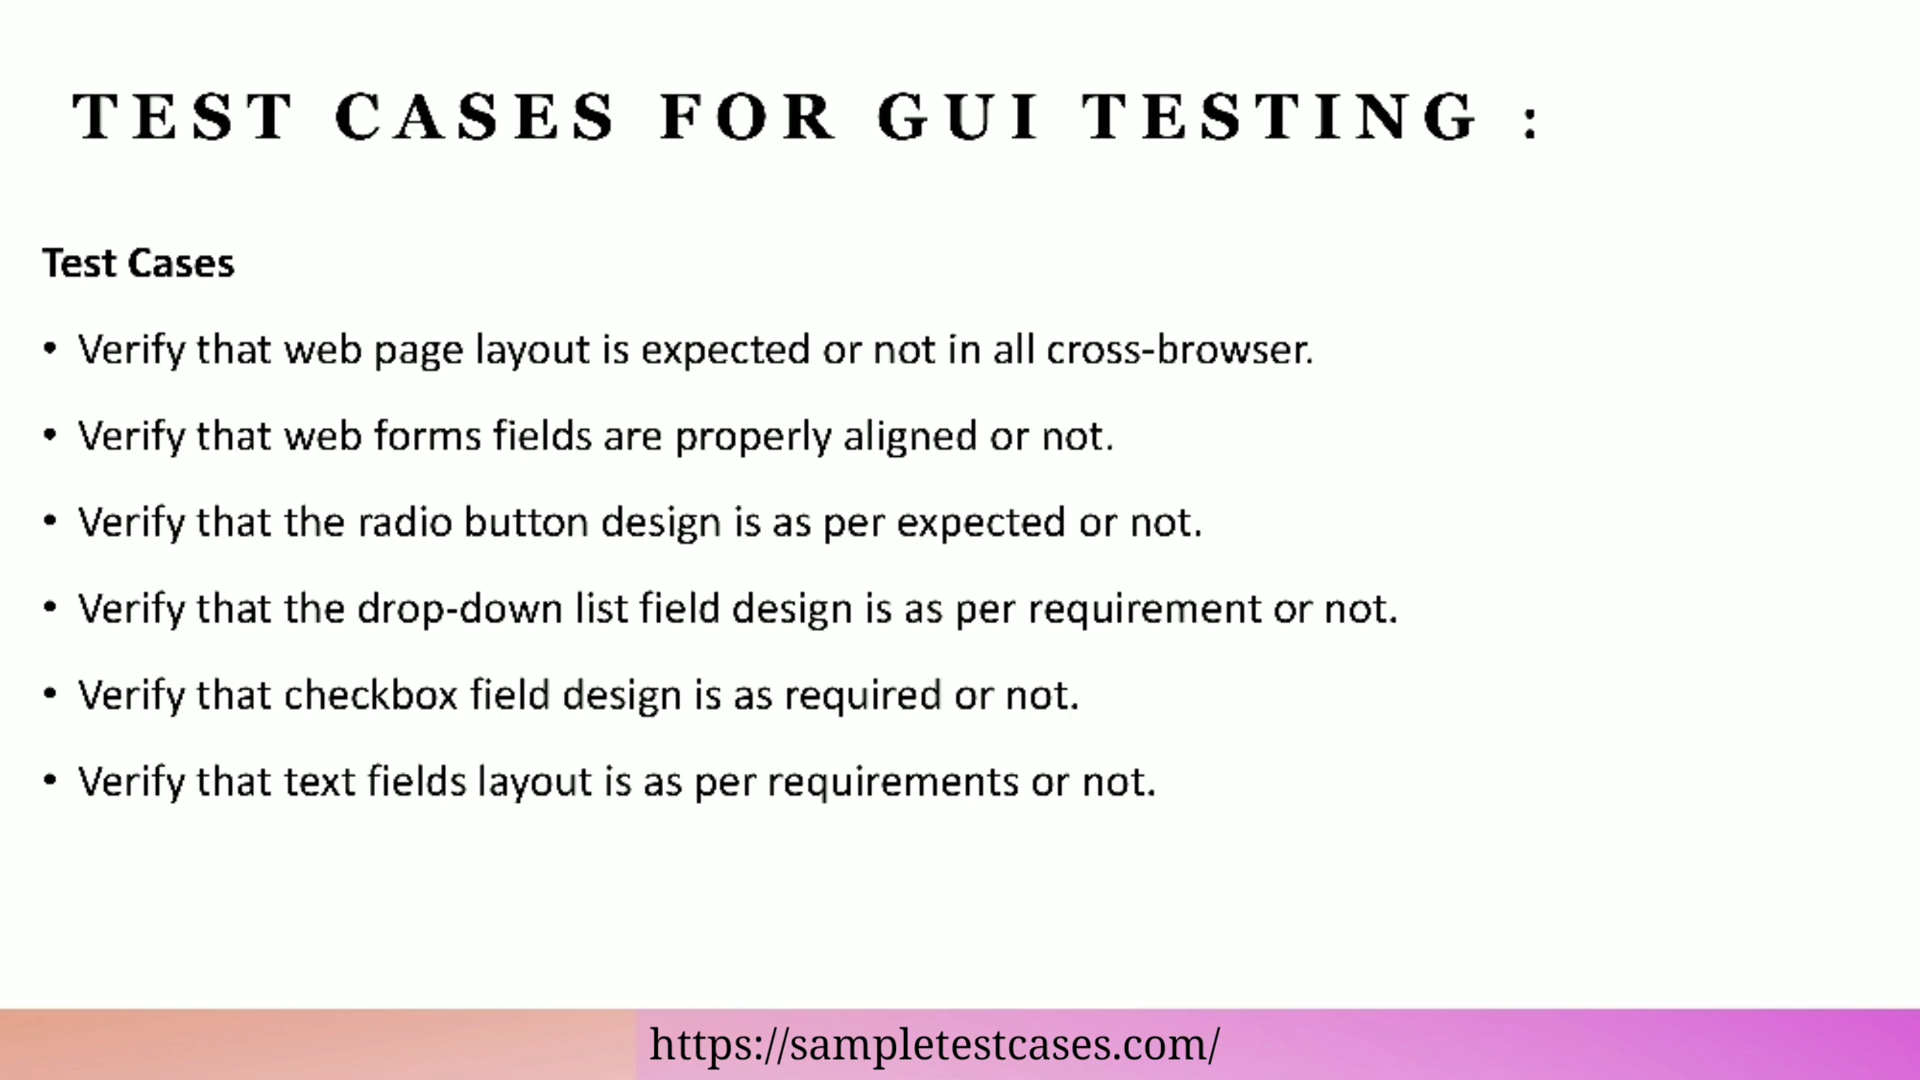 TEST CASES FOR GUI TESTING :
Test Cases
• Verify that web page layout is expected or not in all cross-browser.
• Verify that web forms fields are properly aligned or not.
• Verify that the radio button design is as per expected or not.
• Verify that the drop-down list field design is as per requirement or not.
• Verify that checkbox field design is as required or not.
• Verify that text fields layout is as per requirements or not.
https://sampletestcases.com/